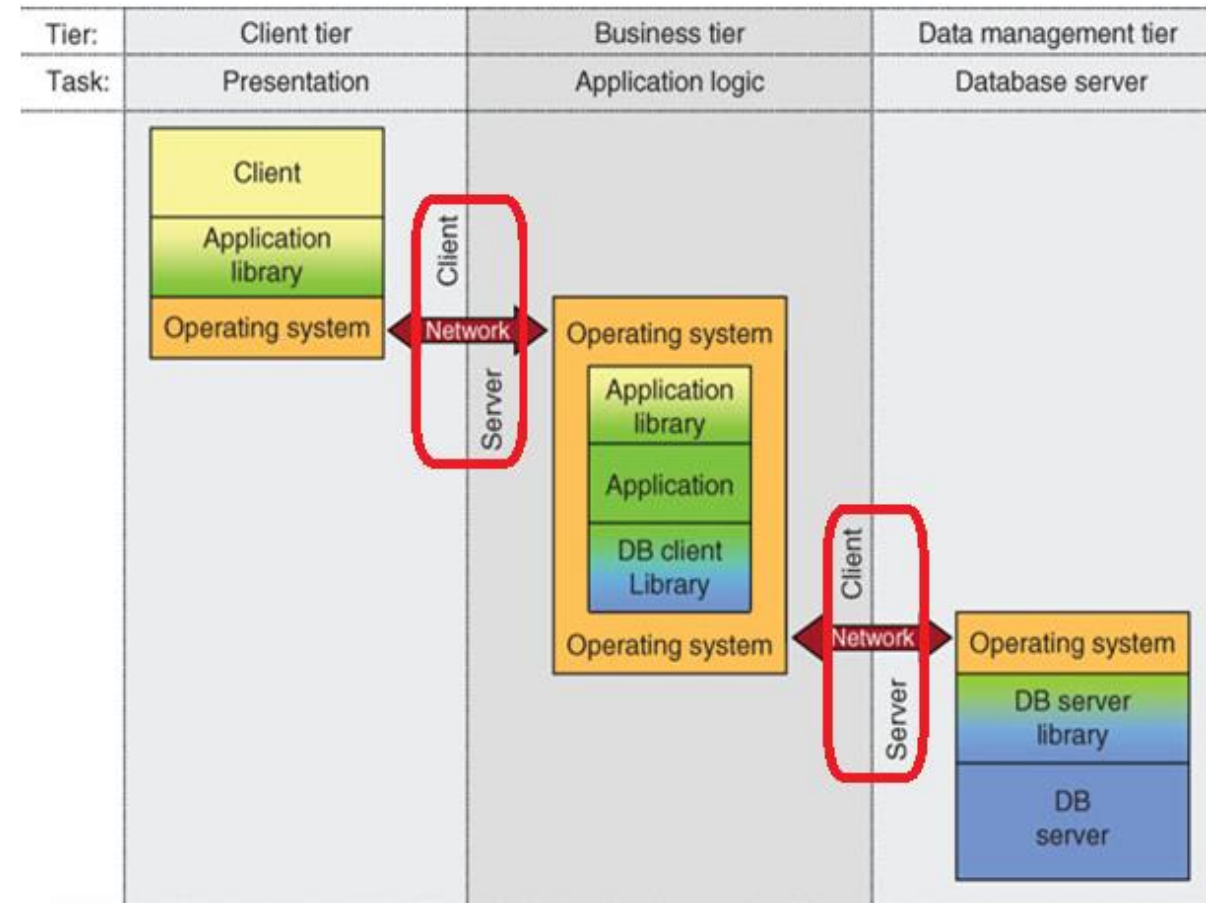 Tier: Client tier Business tier Data management tier
Task: Presentation Application logic Database server
Client
Application
library
Operating system
Client
Network
Server
Operating system
Application
library
Application
DB client
Library
Operating system
Client
Network
Server
Operating system
DB server
library
DB
server